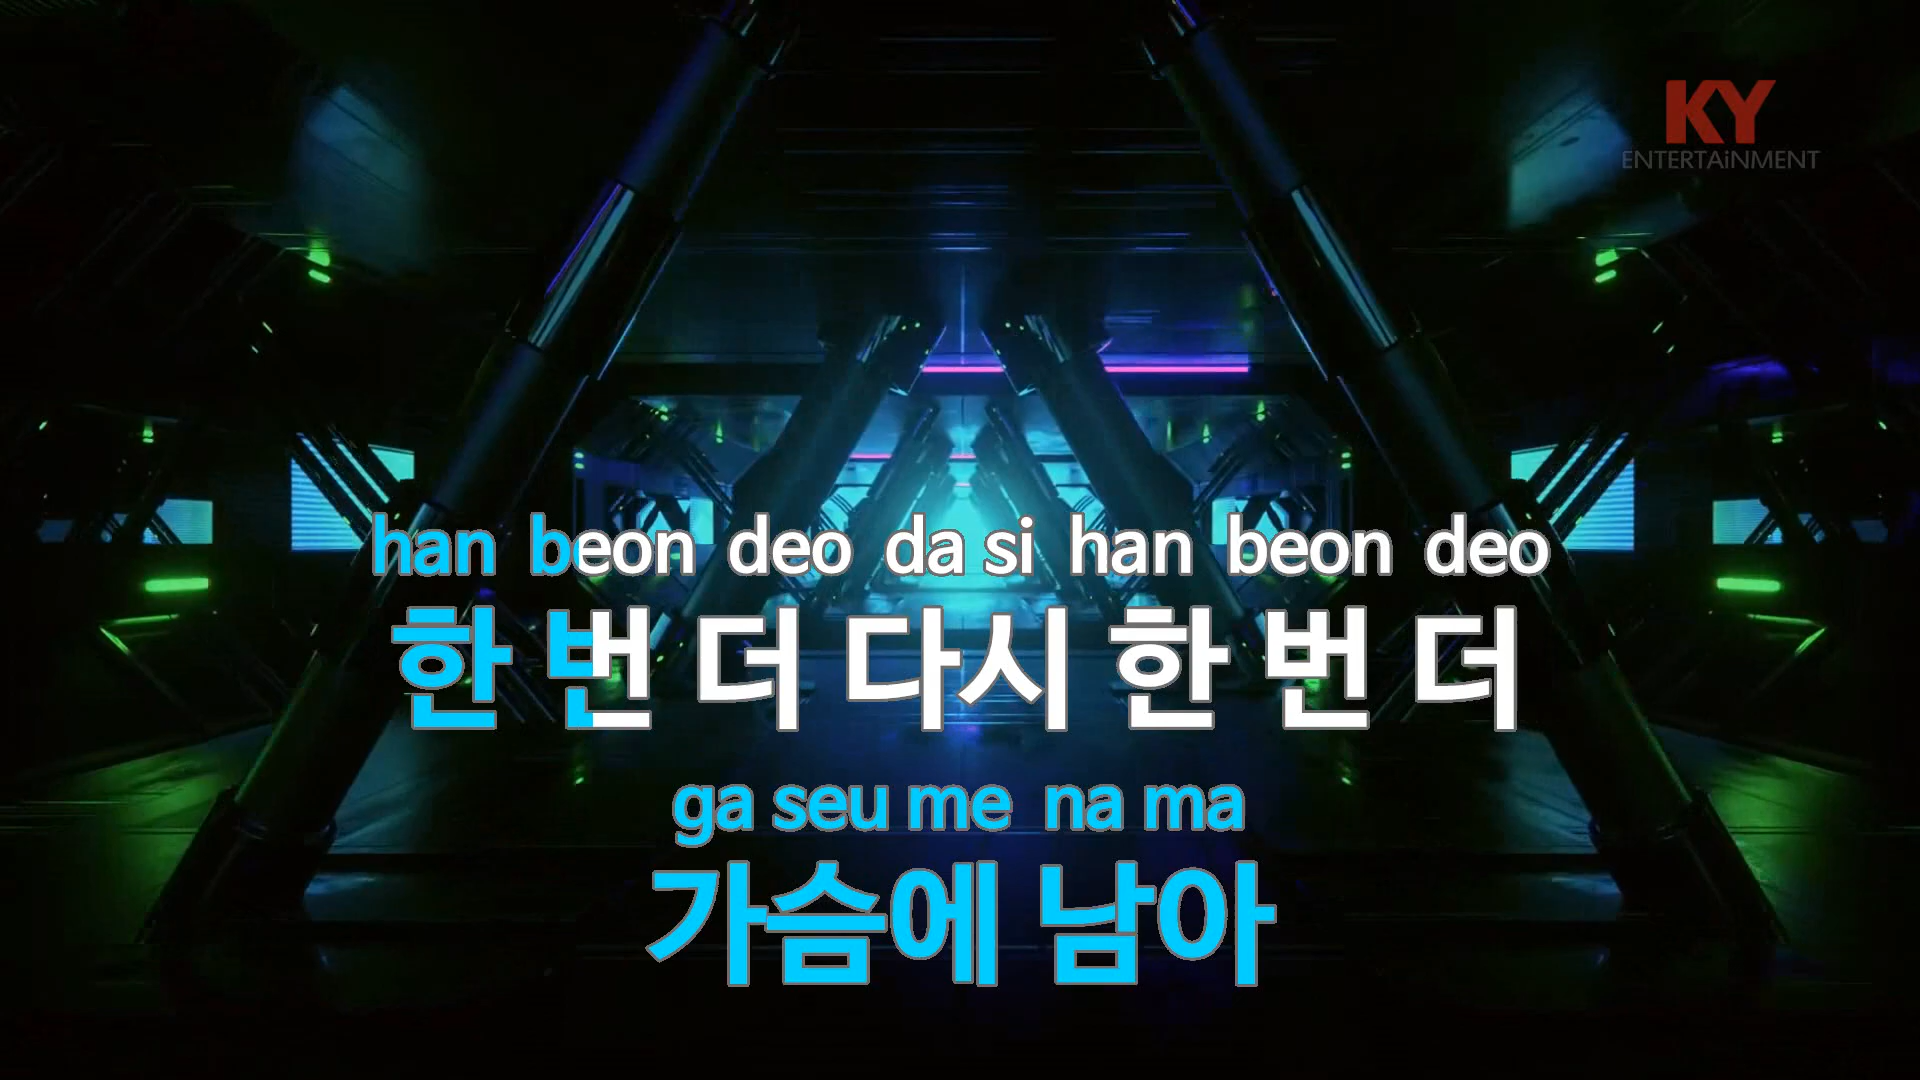 KY
ENTERTAiNMENT
han beon deo da si han beon deo
한 번 더 다시 한 번 더
ga seu me na ma
가슴에 남아